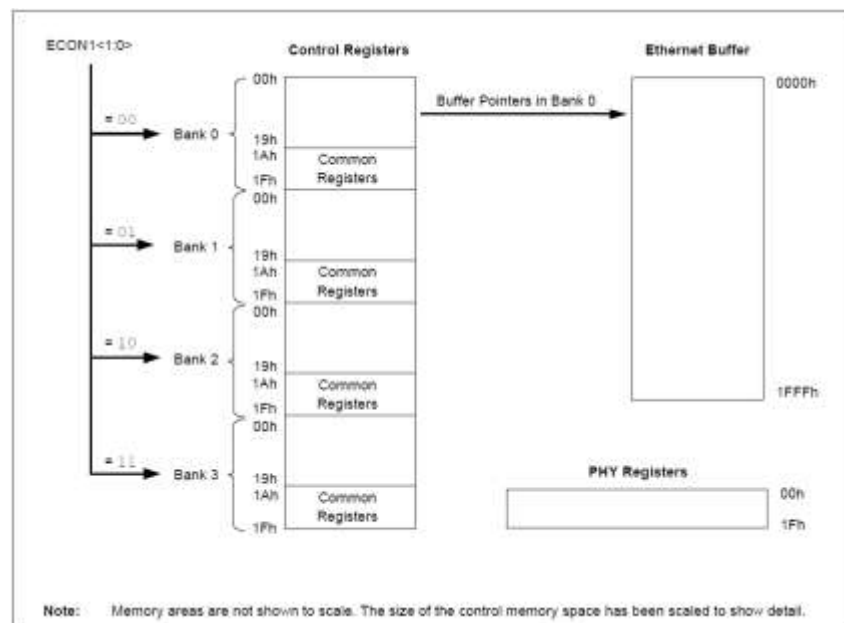 ECON1<1:0>
Control Registers
Ethernet Buffer
00h
0000h
Buffer Pointers in Bank 0
= 00
Bank 0
19h
1Ah
Common
Registers
1Fh
00h
= 01
Bank 1
19h
1Ah
Common
Registers
1Fh
00h
= 10
Bank 2
19h
1Ah
Common
Registers
1Fh
1FFFh
00h
= 11
Bank 3
19h
1Ah
Common
Registers
1Fh
PHY Registers
00h
1Fh
Note: Memory areas are not shown to scale. The size of the control memory space has been scaled to show detail.